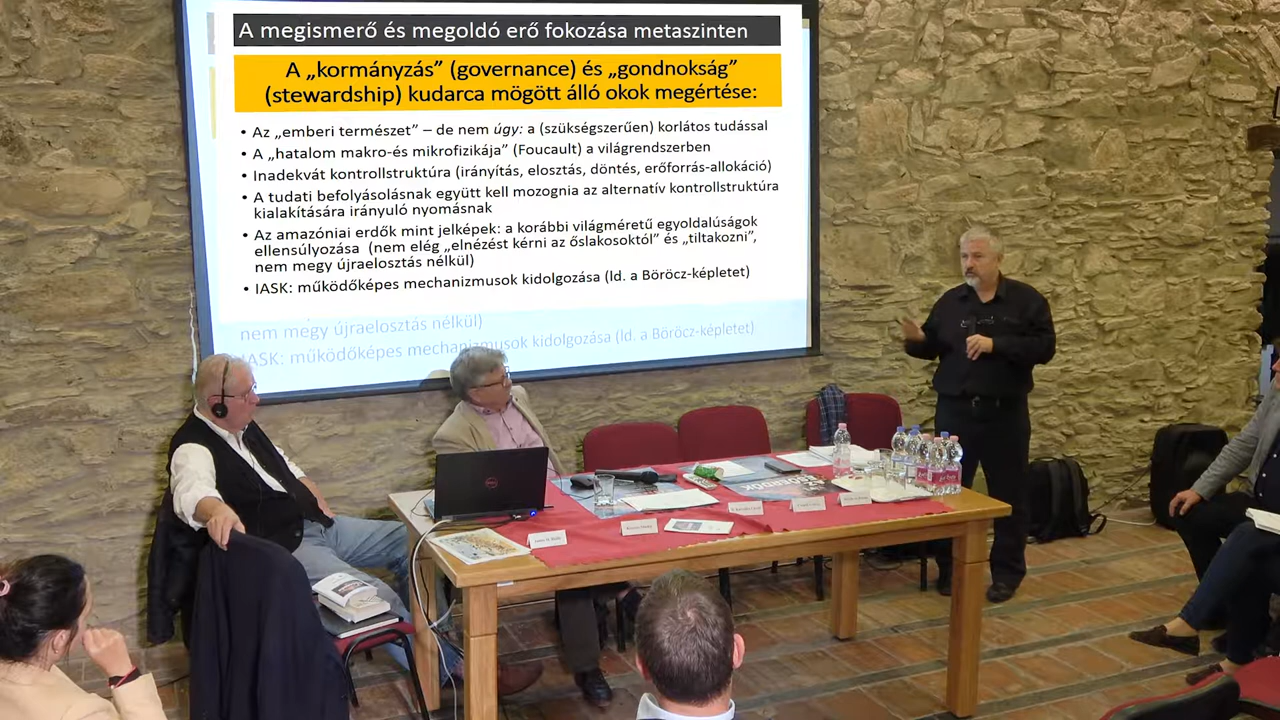 A megismerő és megoldó erő fokozása metaszinten
A „kormányzás” (governance) és „gondnokság”
(stewardship) kudarca mögött álló okok megértése:
• Az „emberi természet” – de nem úgy: a (szükségszerűen) korlátos tudással
• A „hatalom makro-és mikrofizikája” (Foucault) a világrendszerben
• Inadekvát kontrollstruktúra (irányítás, elosztás, döntés, erőforrás-allokáció)
• A tudati befolyásolásnak együtt kell mozognia az alternatív kontrollstruktúra
kialakítására irányuló nyomásnak
• Az amazóniai erdők mint jelképek: a korábbi világméretű egyoldalúságok
ellensúlyozása (nem elég „elnézést kérni az őslakosoktól” és „tiltakozni”,
nem megy újraelosztás nélkül)
• IASK: működőképes mechanizmusok kidolgozása (ld. a Böröcz-képletet)
nem megy újraelosztás nélkül)
IASK: működőképes mechanizmusok kidolgozása (ld. a Böröcz-képletet)
DELL